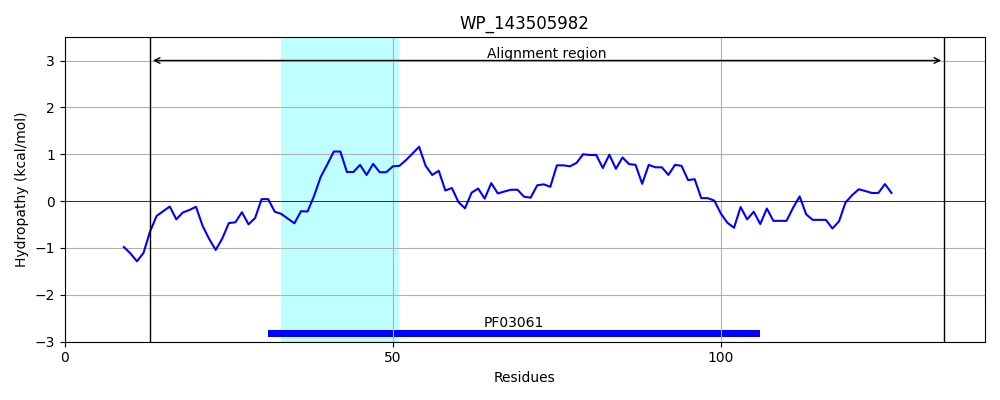 WP_143505982
Alignment region
Hydropathy (kcal/mol)
3
2
1
0
−1
−2
−3
PF03061
0
50
100
Residues